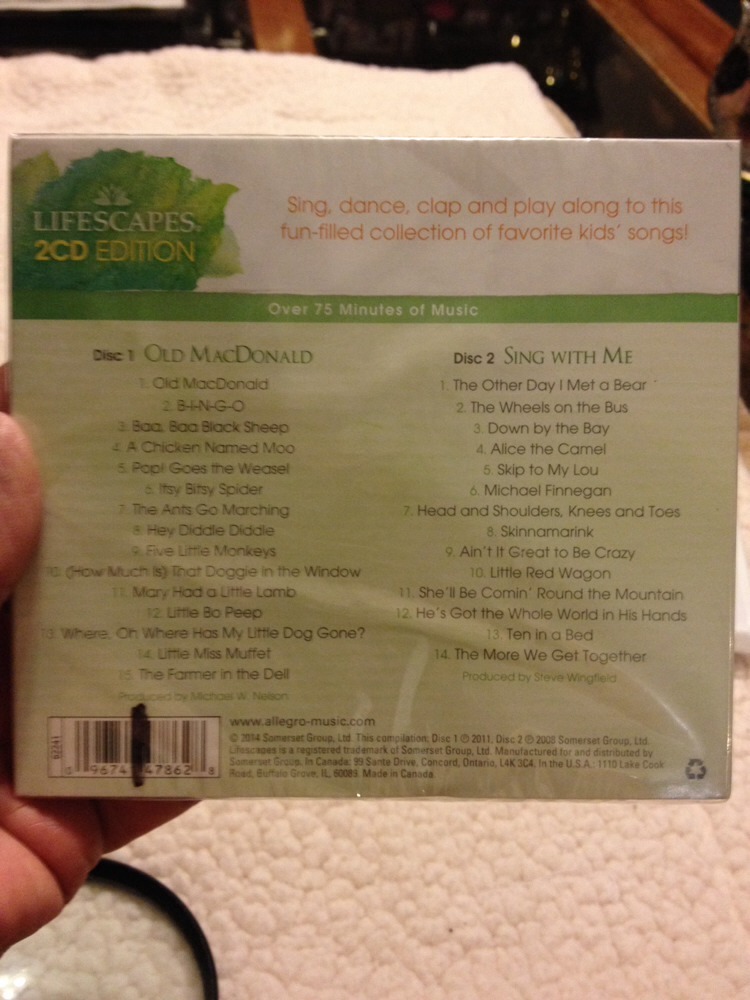 LIFESCAPES®
2CD EDITION
Sing, dance, clap and play along to this
fun-filled collection of favorite kids' songs!
Over 75 Minutes of Music
Disc 1 OLD MACDONALD
1. Old MacDonald
2. B-I-N-G-O
3. Baa, Baa Black Sheep
4. A Chicken Named Moo
5. Pop! Goes the Weasel
6. Itsy Bitsy Spider
7. The Ants Go Marching
8. Hey Diddle Diddle
9. Five Little Monkeys
10. (How Much Is) That Doggie in the Window
11. Mary Had a Little Lamb
12. Little Bo Peep
13. Where, Oh Where Has My Little Dog Gone?
14. Little Miss Muffet
15. The Farmer in the Dell
Produced by Michael W. Nelson
Disc 2 SING WITH ME
1. The Other Day I Met a Bear
2. The Wheels on the Bus
3. Down by the Bay
4. Alice the Camel
5. Skip to My Lou
6. Michael Finnegan
7. Head and Shoulders, Knees and Toes
8. Skinnamarink
9. Ain't It Great to Be Crazy
10. Little Red Wagon
11. She'll Be Comin' Round the Mountain
12. He's Got the Whole World in His Hands
13. Ten in a Bed
14. The More We Get Together
Produced by Steve Wingfield
62241
0 9674 47862 8
www.allegro-music.com
© 2014 Somerset Group, Ltd. This compilation; Disc 1 ℗ 2011, Disc 2 ℗ 2008 Somerset Group, Ltd.
Lifescapes is a registered trademark of Somerset Group, Ltd. Manufactured for and distributed by
Somerset Group. In Canada: 99 Sante Drive, Concord, Ontario, L4K 3C4. In the U.S.A.: 1110 Lake Cook
Road, Buffalo Grove, IL, 60089. Made in Canada